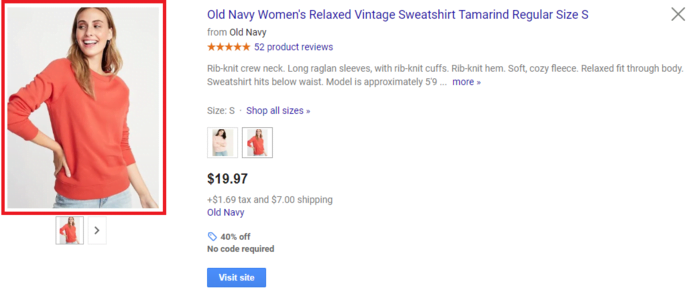 Old Navy Women's Relaxed Vintage Sweatshirt Tamarind Regular Size S
from Old Navy
52 product reviews
Rib-knit crew neck. Long raglan sleeves, with rib-knit cuffs. Rib-knit hem. Soft, cozy fleece. Relaxed fit through body.
Sweatshirt hits below waist. Model is approximately 5'9 ... more »
Size: S · Shop all sizes »
$19.97
+$1.69 tax and $7.00 shipping
Old Navy
40% off
No code required
Visit site